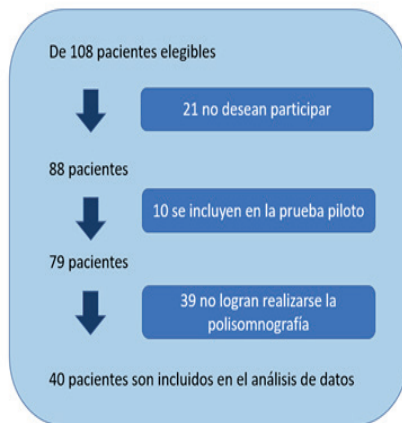 De 108 pacientes elegibles
21 no desean participar
88 pacientes
10 se incluyen en la prueba piloto
79 pacientes
39 no logran realizarse la
polisomnografía
40 pacientes son incluidos en el análisis de datos